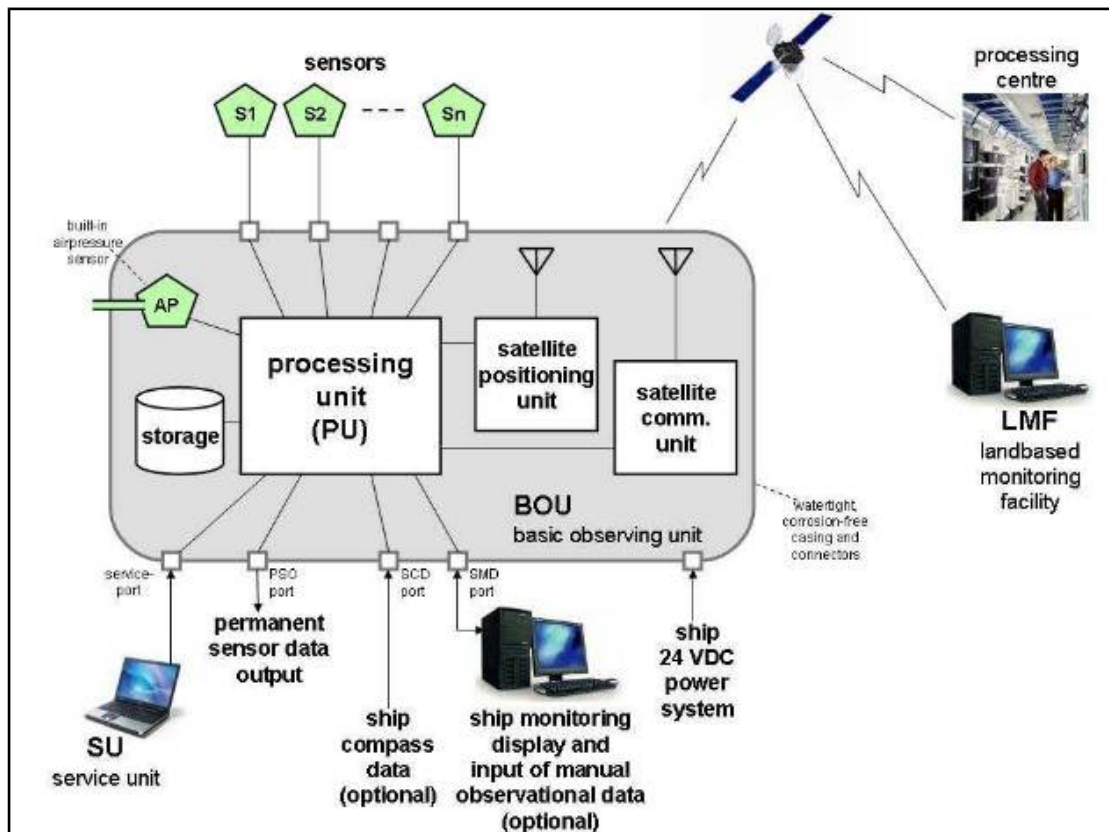 sensors
S1
S2
Sn
processing
centre
built-in
airpressure
sensor
AP
processing
unit
(PU)
satellite
positioning
unit
satellite
comm.
unit
storage
BOU
basic observing unit
LMF
landbased
monitoring
facility
watertight,
corrosion-free
casing and
connectors
service-
port
PSO
port
SCD
port
SMD
port
permanent
sensor data
output
SU
service unit
ship
compass
data
(optional)
ship monitoring
display and
input of manual
observational data
(optional)
ship
24 VDC
power
system